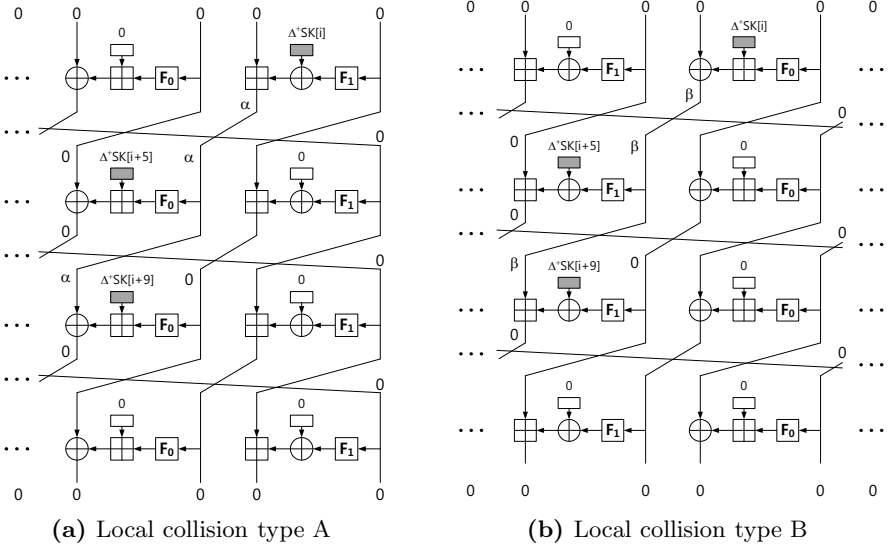 0 0 0 0
0 Δ⁺SK[i]
F₀ F₁
...
α
... 0
0 α
Δ⁺SK[i+5] 0
... F₀ F₁
0
... 0
α 0
Δ⁺SK[i+9] 0
... F₀ F₁
0
... 0
0 0
... F₀ F₁
0 0 0 0
(a) Local collision type A
... 0 0 0 0 ...
0 Δ⁺SK[i]
... F₁ F₀ ...
β
... 0
0 β
Δ⁺SK[i+5] 0
... F₁ F₀ ...
0
... 0
β 0
Δ⁺SK[i+9] 0
... F₁ F₀ ...
0
... 0
0 0
... F₁ F₀ ...
... 0 0 0 0 ...
(b) Local collision type B